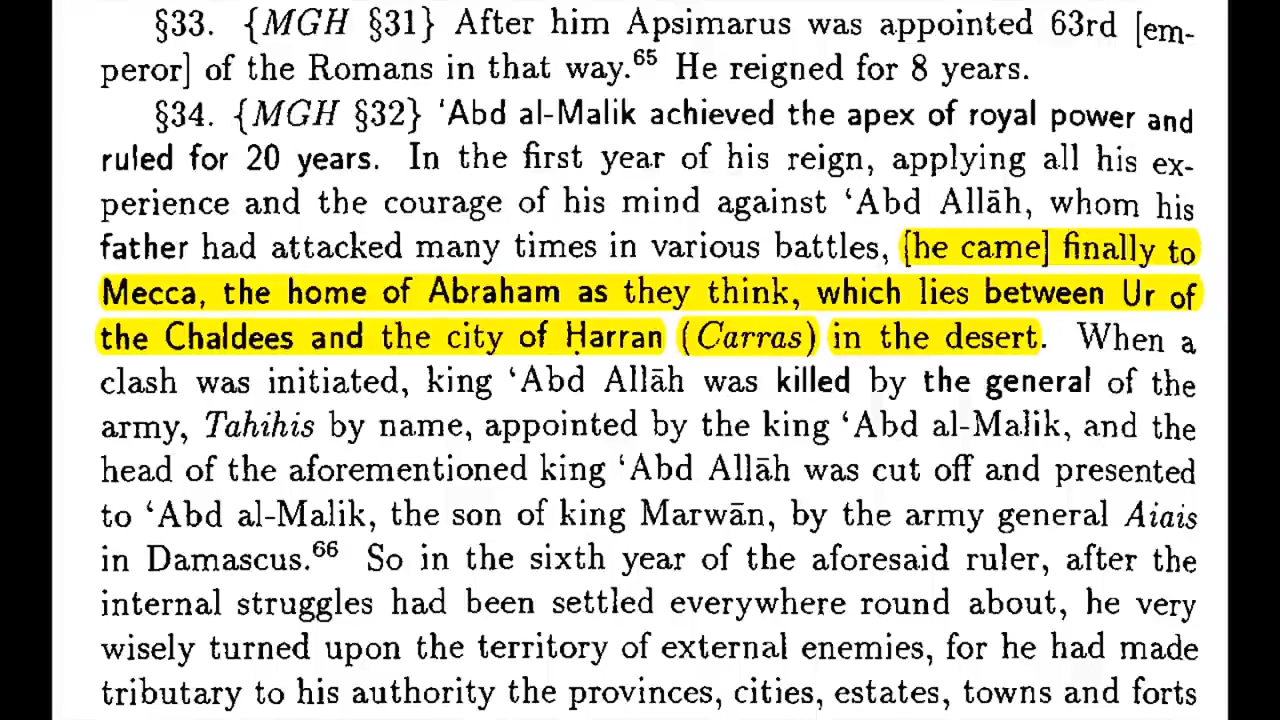 §33. {MGH §31} After him Apsimarus was appointed 63rd [em-
peror] of the Romans in that way.65 He reigned for 8 years.
§34. {MGH §32} ‘Abd al-Malik achieved the apex of royal power and
ruled for 20 years. In the first year of his reign, applying all his ex-
perience and the courage of his mind against ‘Abd Allāh, whom his
father had attacked many times in various battles, [he came] finally to
Mecca, the home of Abraham as they think, which lies between Ur of
the Chaldees and the city of Ḥarran (Carras) in the desert. When a
clash was initiated, king ‘Abd Allāh was killed by the general of the
army, Tahihis by name, appointed by the king ‘Abd al-Malik, and the
head of the aforementioned king ‘Abd Allāh was cut off and presented
to ‘Abd al-Malik, the son of king Marwān, by the army general Aiais
in Damascus.66 So in the sixth year of the aforesaid ruler, after the
internal struggles had been settled everywhere round about, he very
wisely turned upon the territory of external enemies, for he had made
tributary to his authority the provinces, cities, estates, towns and forts